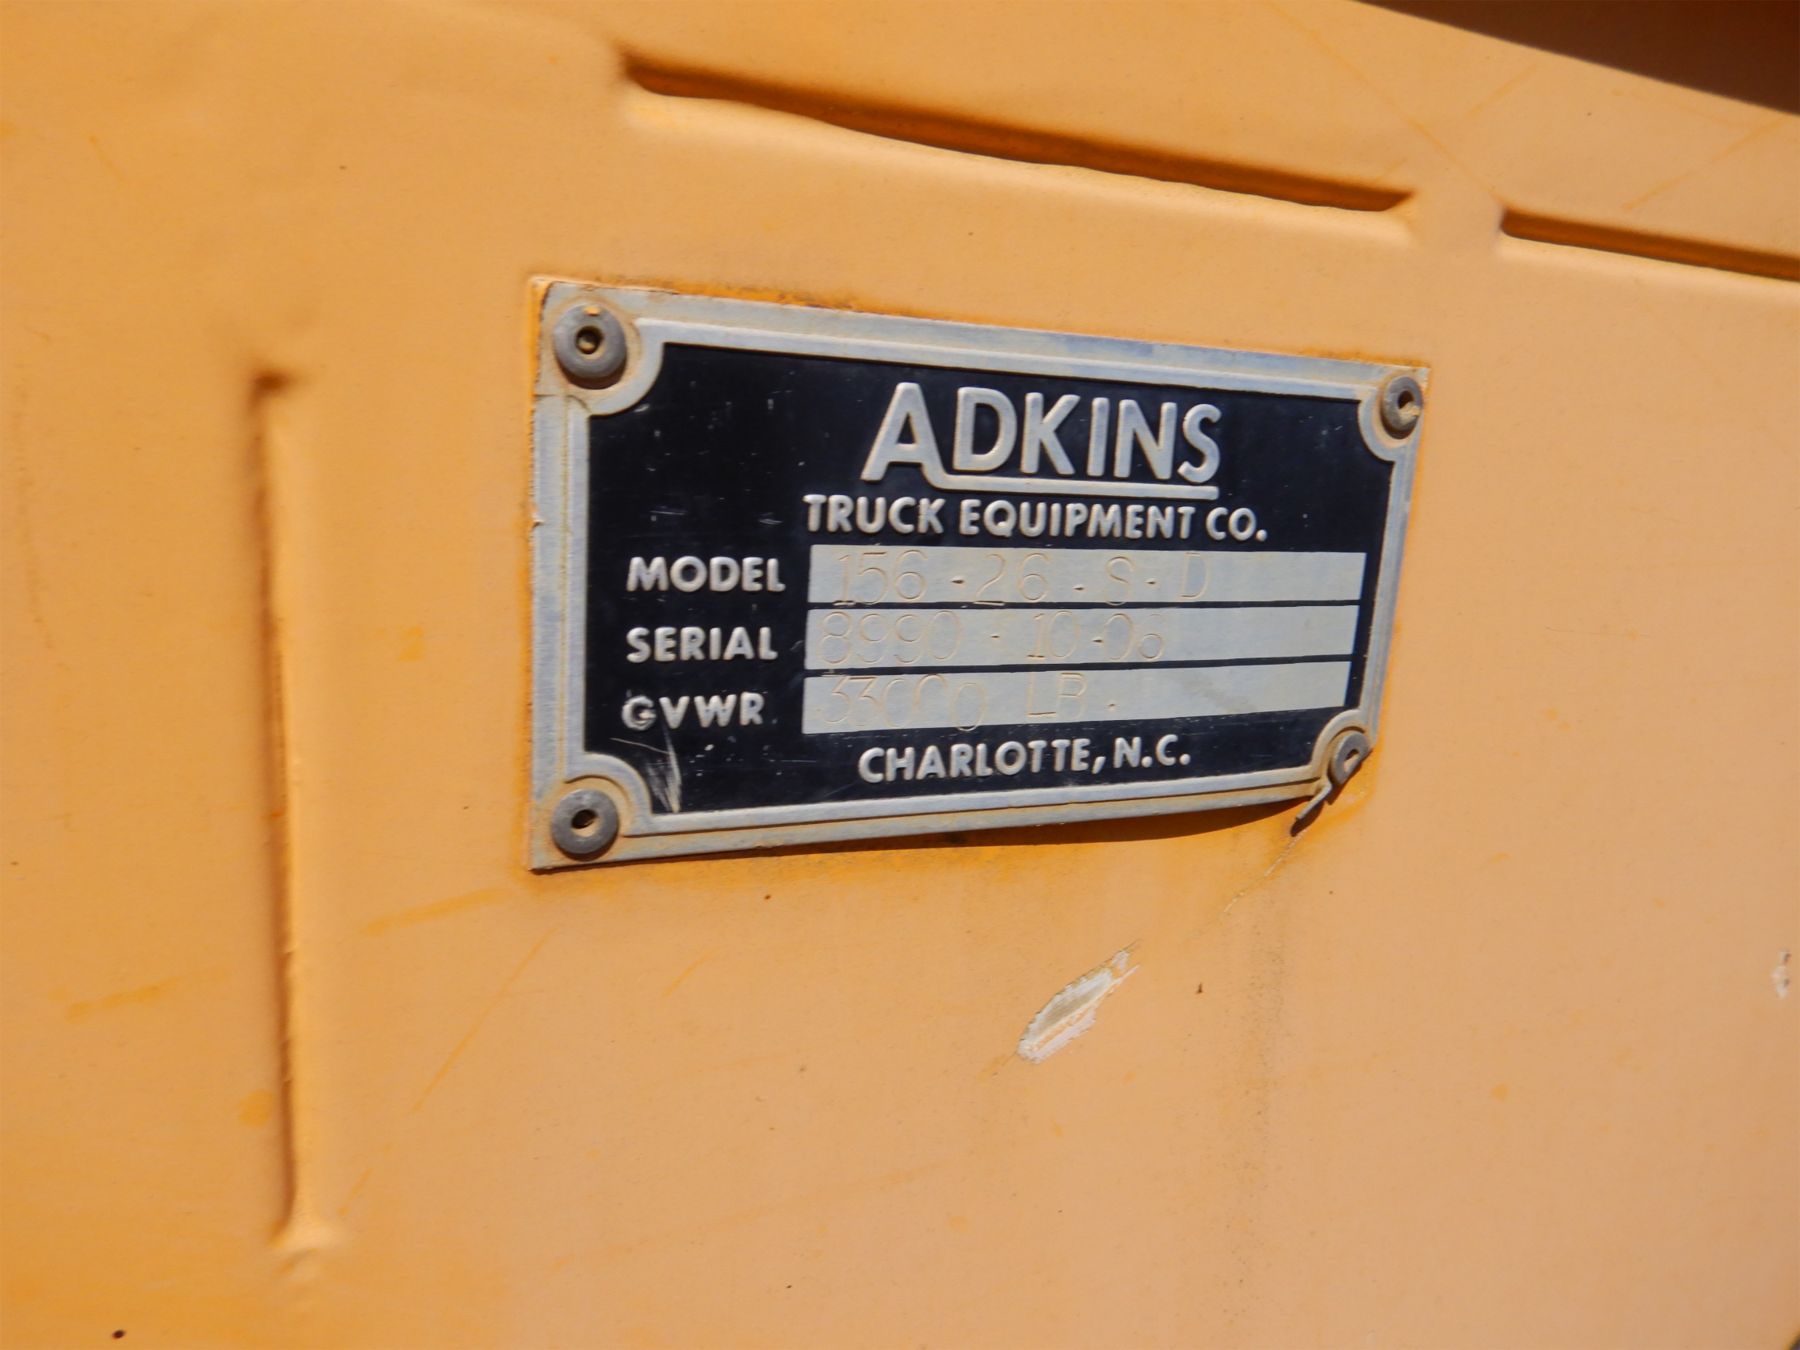 ADKINS
TRUCK EQUIPMENT CO.
MODEL 156-26-S-D
SERIAL 8990-10-06
GVWR 33000 LB.
CHARLOTTE, N.C.